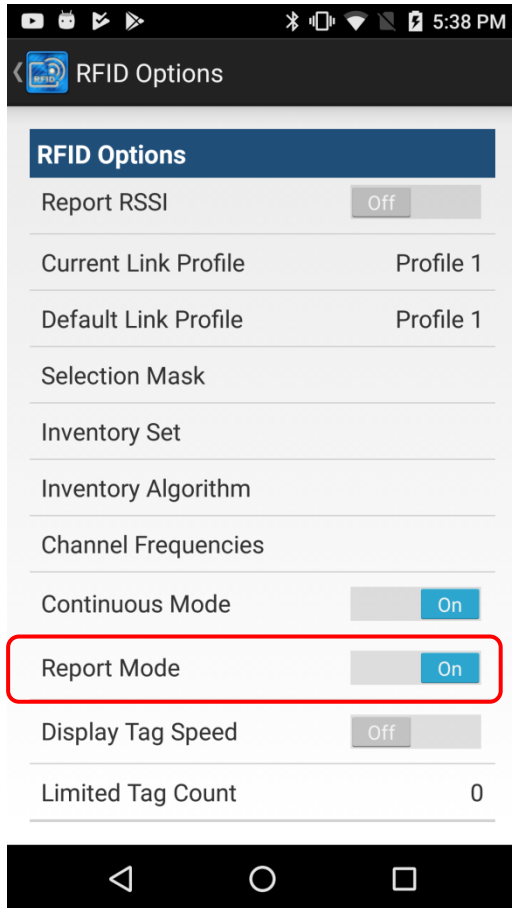 5:38 PM
RFID
RFID Options
RFID Options
Report RSSI Off
Current Link Profile Profile 1
Default Link Profile Profile 1
Selection Mask
Inventory Set
Inventory Algorithm
Channel Frequencies
Continuous Mode On
Report Mode On
Display Tag Speed Off
Limited Tag Count 0